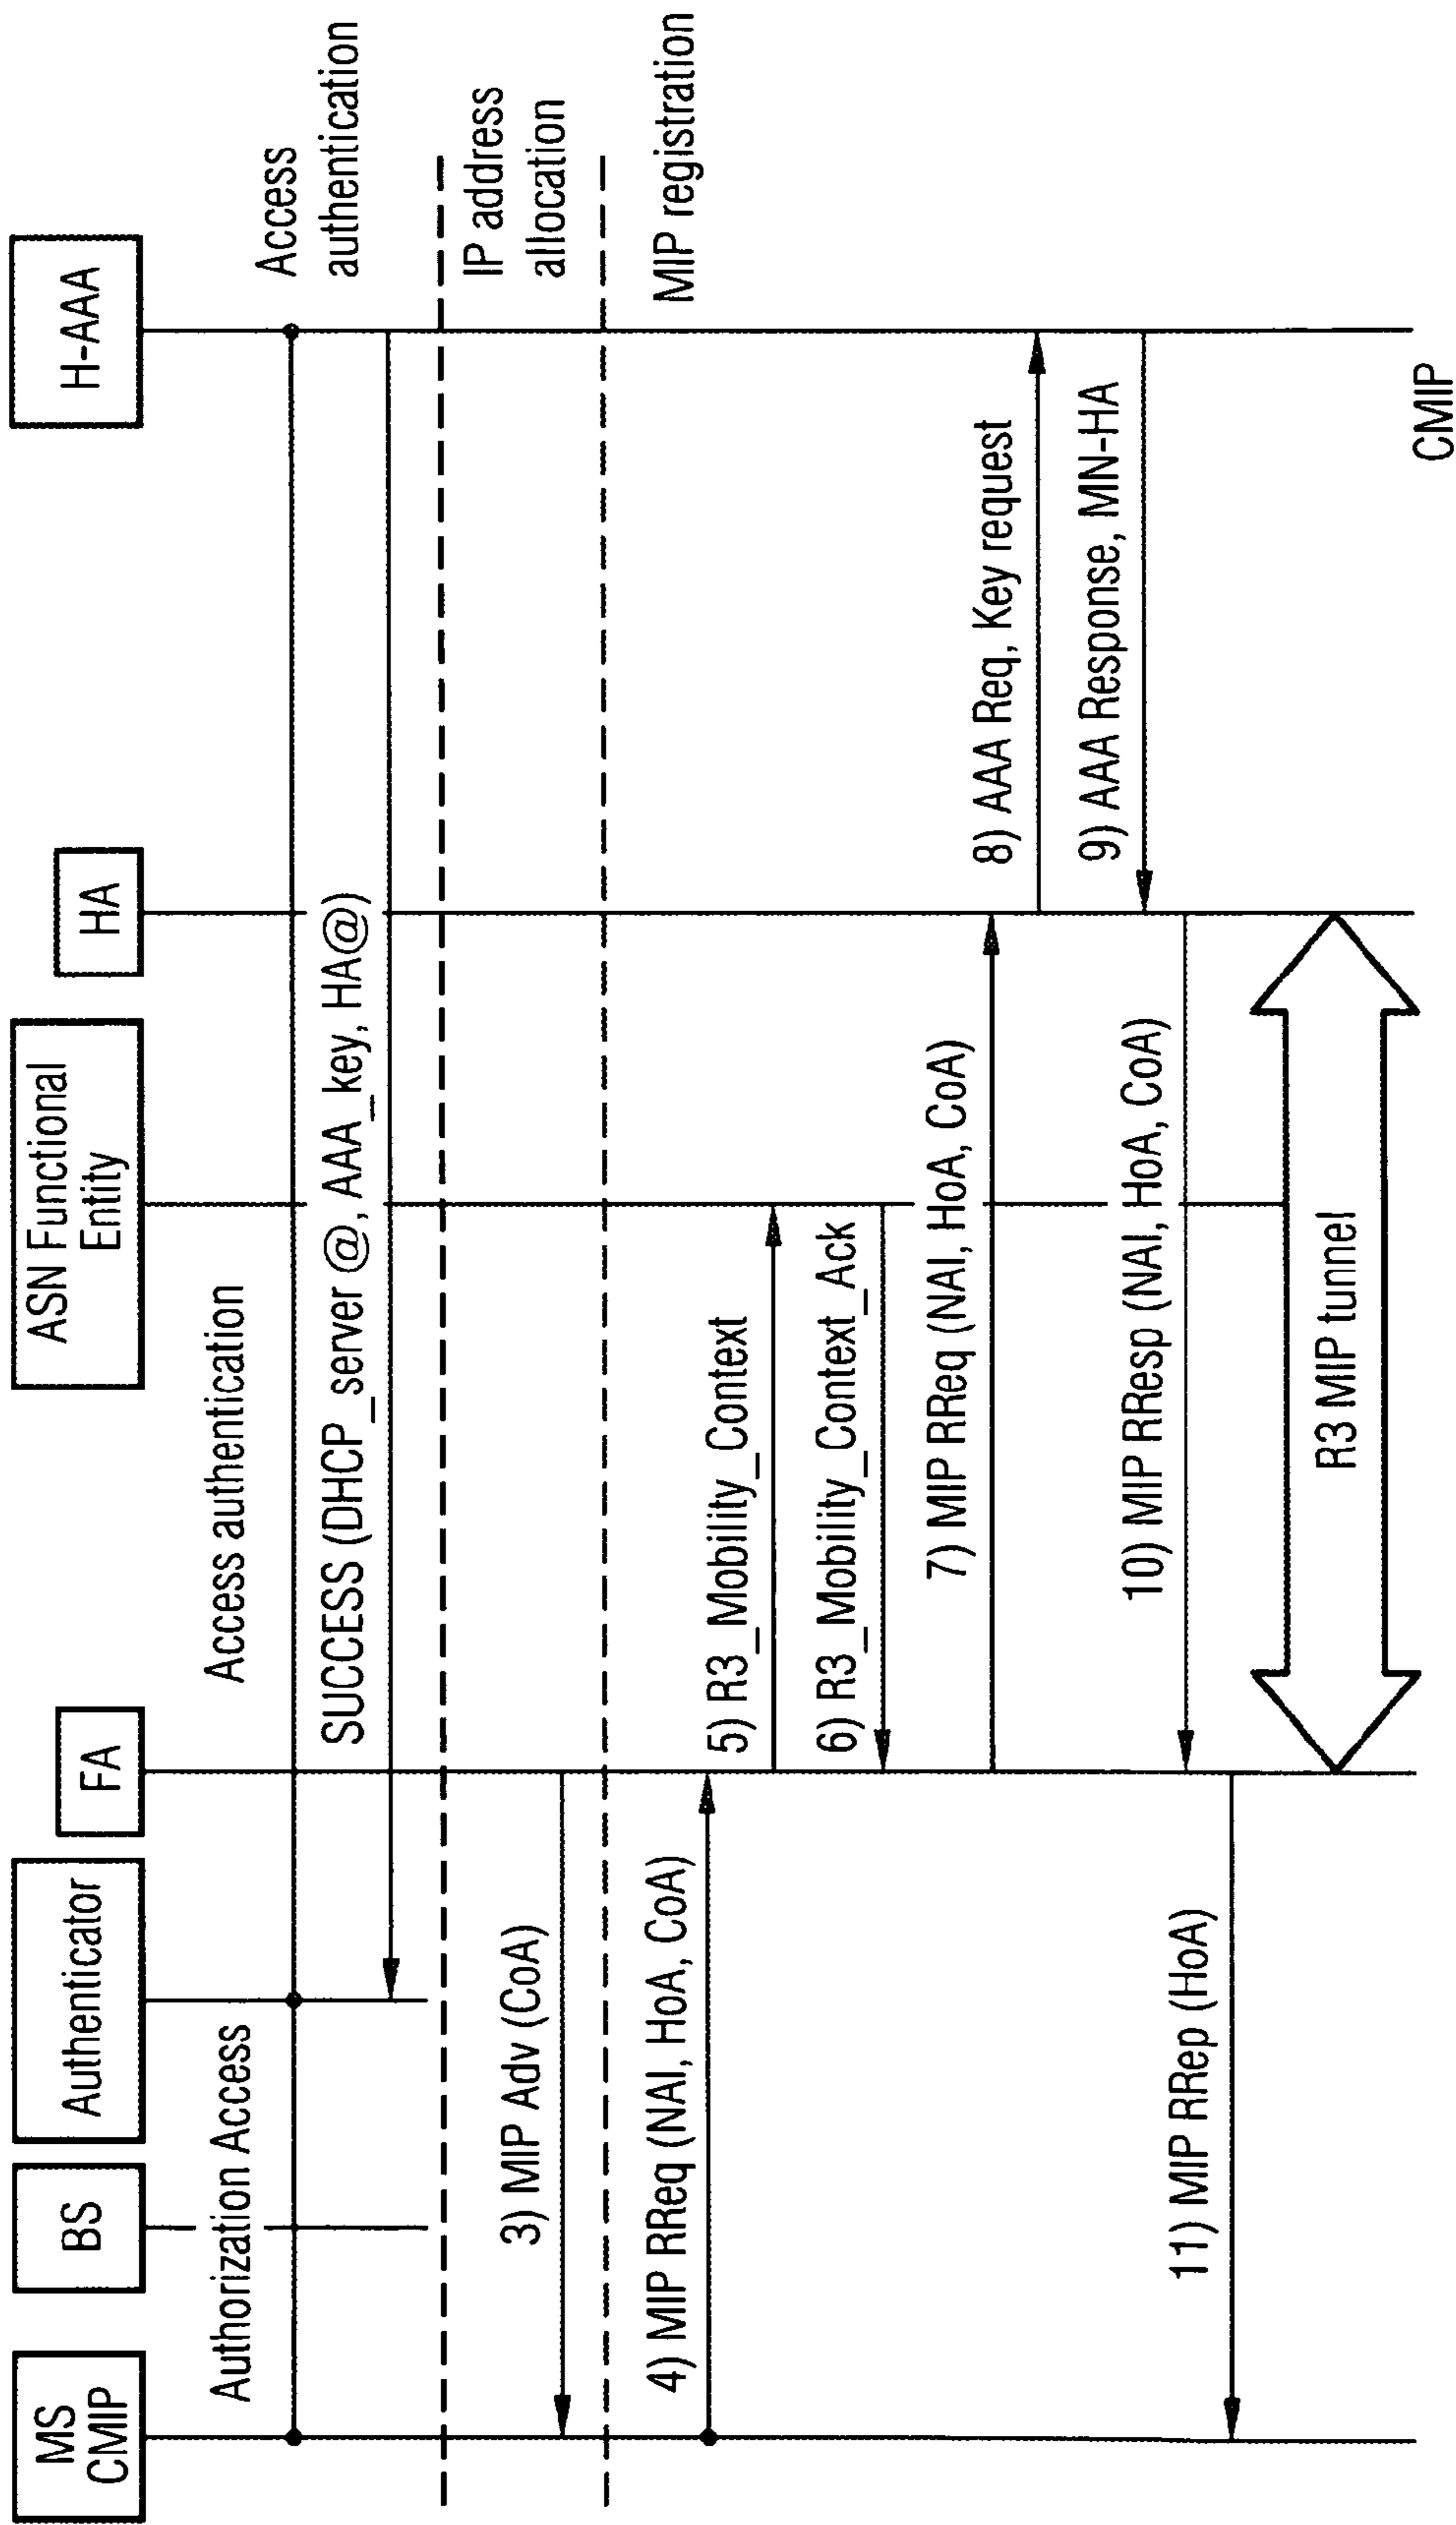 MS
CMIP
BS
Authenticator
FA
ASN Functional
Entity
HA
H-AAA
Authorization Access
Access authentication
Access
authentication
SUCCESS (DHCP_server @, AAA_key, HA@)
IP address
allocation
3) MIP Adv (CoA)
MIP registration
4) MIP RReq (NAI, HoA, CoA)
5) R3_Mobility_Context
6) R3_Mobility_Context_Ack
7) MIP RReq (NAI, HoA, CoA)
8) AAA Req, Key request
9) AAA Response, MN-HA
10) MIP RResp (NAI, HoA, CoA)
11) MIP RRep (HoA)
R3 MIP tunnel
CMIP